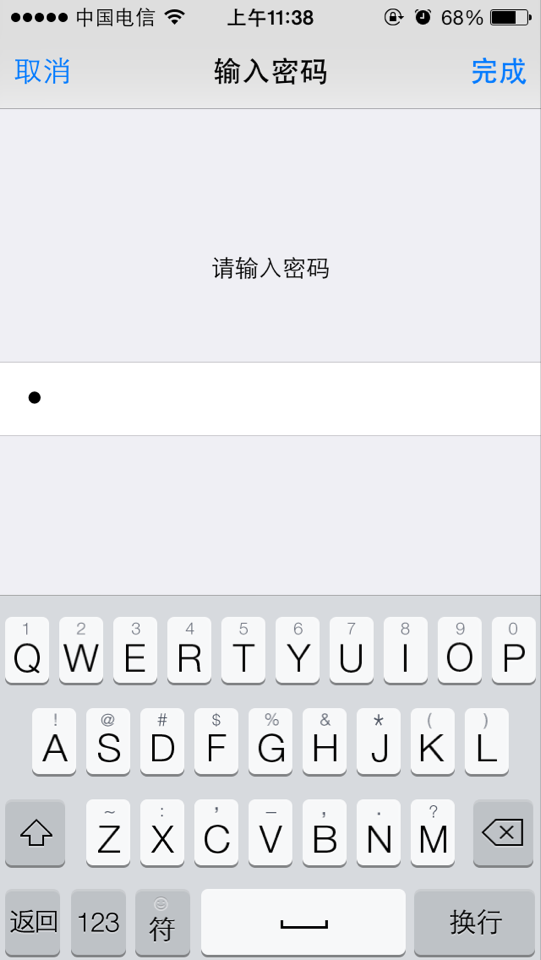 中国电信 上午11:38 68%
取消 输入密码 完成
请输入密码
●
1 2 3 4 5 6 7 8 9 0
Q W E R T Y U I O P
! @ # $ % & * ( )
A S D F G H J K L
~ : ' – , . ?
Z X C V B N M
返回 123 符 换行